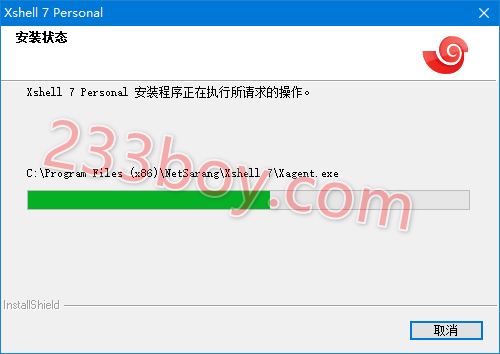 Xshell 7 Personal
安装状态
Xshell 7 Personal 安装程序正在执行所请求的操作。
C:\Program Files (x86)\NetSarang\Xshell 7\Xagent.exe
233boy.com
InstallShield
取消